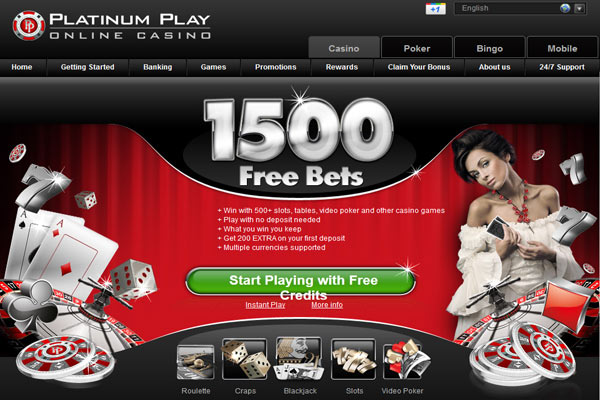 PLATINUM PLAY
ONLINE CASINO
+1
English
Casino Poker Bingo Mobile
Home Getting Started Banking Games Promotions Rewards Claim Your Bonus About us 24/7 Support
1500
Free Bets
+ Win with 500+ slots, tables, video poker and other casino games
+ Play with no deposit needed
+ What you win you keep
+ Get 200 EXTRA on your first deposit
+ Multiple currencies supported
Start Playing with Free
Credits
Instant Play More info
Roulette Craps Blackjack Slots Video Poker